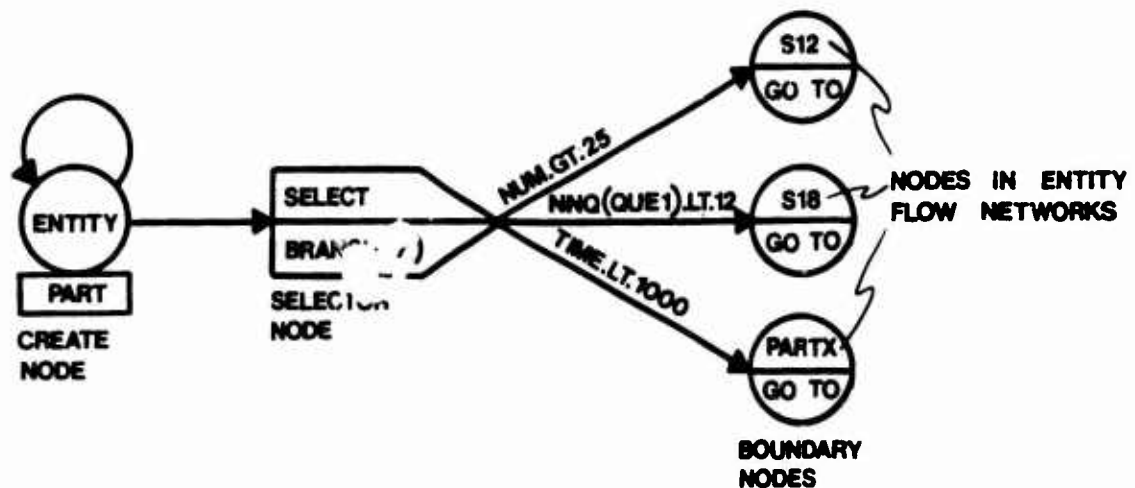 ENTITY
PART
CREATE
NODE
SELECT
SELECTOR
NODE
NUM.GT.25
NNQ(QUE1).LT.12
TIME.LT.1000
S12
GO TO
S18
GO TO
PARTX
GO TO
BOUNDARY
NODES
NODES IN ENTITY
FLOW NETWORKS